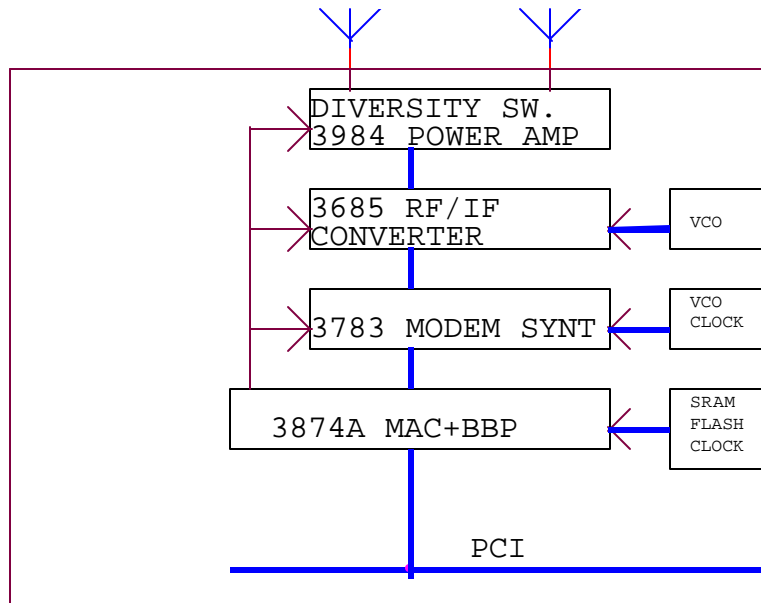 DIVERSITY SW.
3984 POWER AMP
3685 RF/IF
CONVERTER
VCO
3783 MODEM SYNT
VCO
CLOCK
3874A MAC+BBP
SRAM
FLASH
CLOCK
PCI